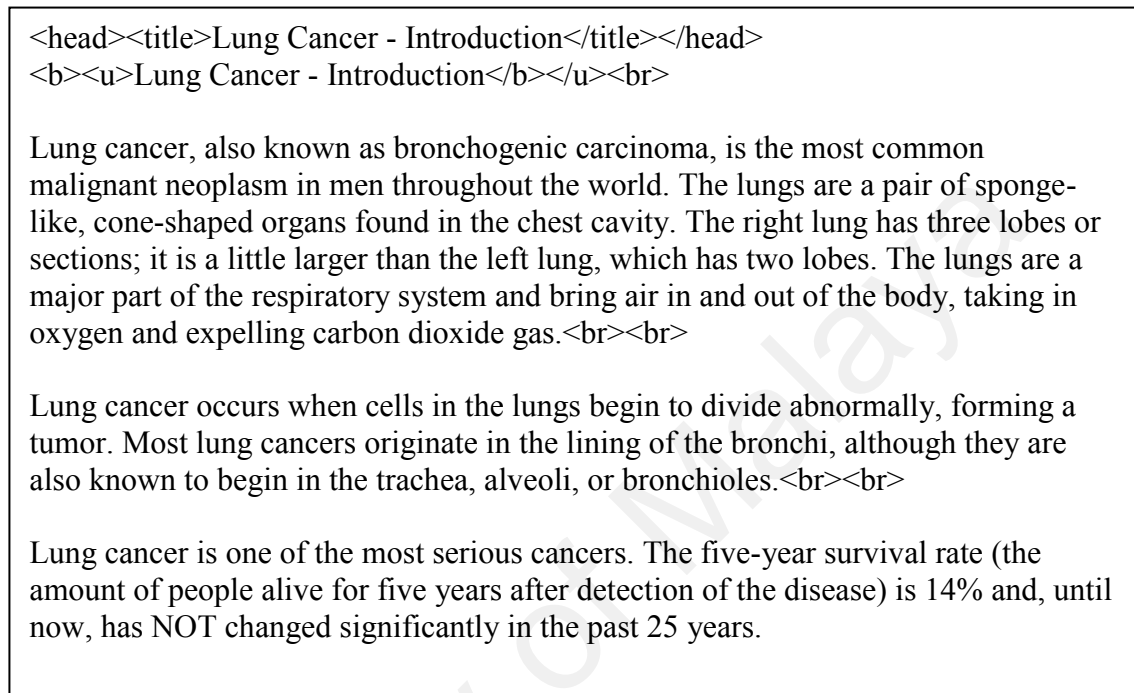 <head><title>Lung Cancer - Introduction</title></head>
<b><u>Lung Cancer - Introduction</b></u><br>
Lung cancer, also known as bronchogenic carcinoma, is the most common
malignant neoplasm in men throughout the world. The lungs are a pair of sponge-
like, cone-shaped organs found in the chest cavity. The right lung has three lobes or
sections; it is a little larger than the left lung, which has two lobes. The lungs are a
major part of the respiratory system and bring air in and out of the body, taking in
oxygen and expelling carbon dioxide gas.<br><br>
Lung cancer occurs when cells in the lungs begin to divide abnormally, forming a
tumor. Most lung cancers originate in the lining of the bronchi, although they are
also known to begin in the trachea, alveoli, or bronchioles.<br><br>
Lung cancer is one of the most serious cancers. The five-year survival rate (the
amount of people alive for five years after detection of the disease) is 14% and, until
now, has NOT changed significantly in the past 25 years.
of Malaya